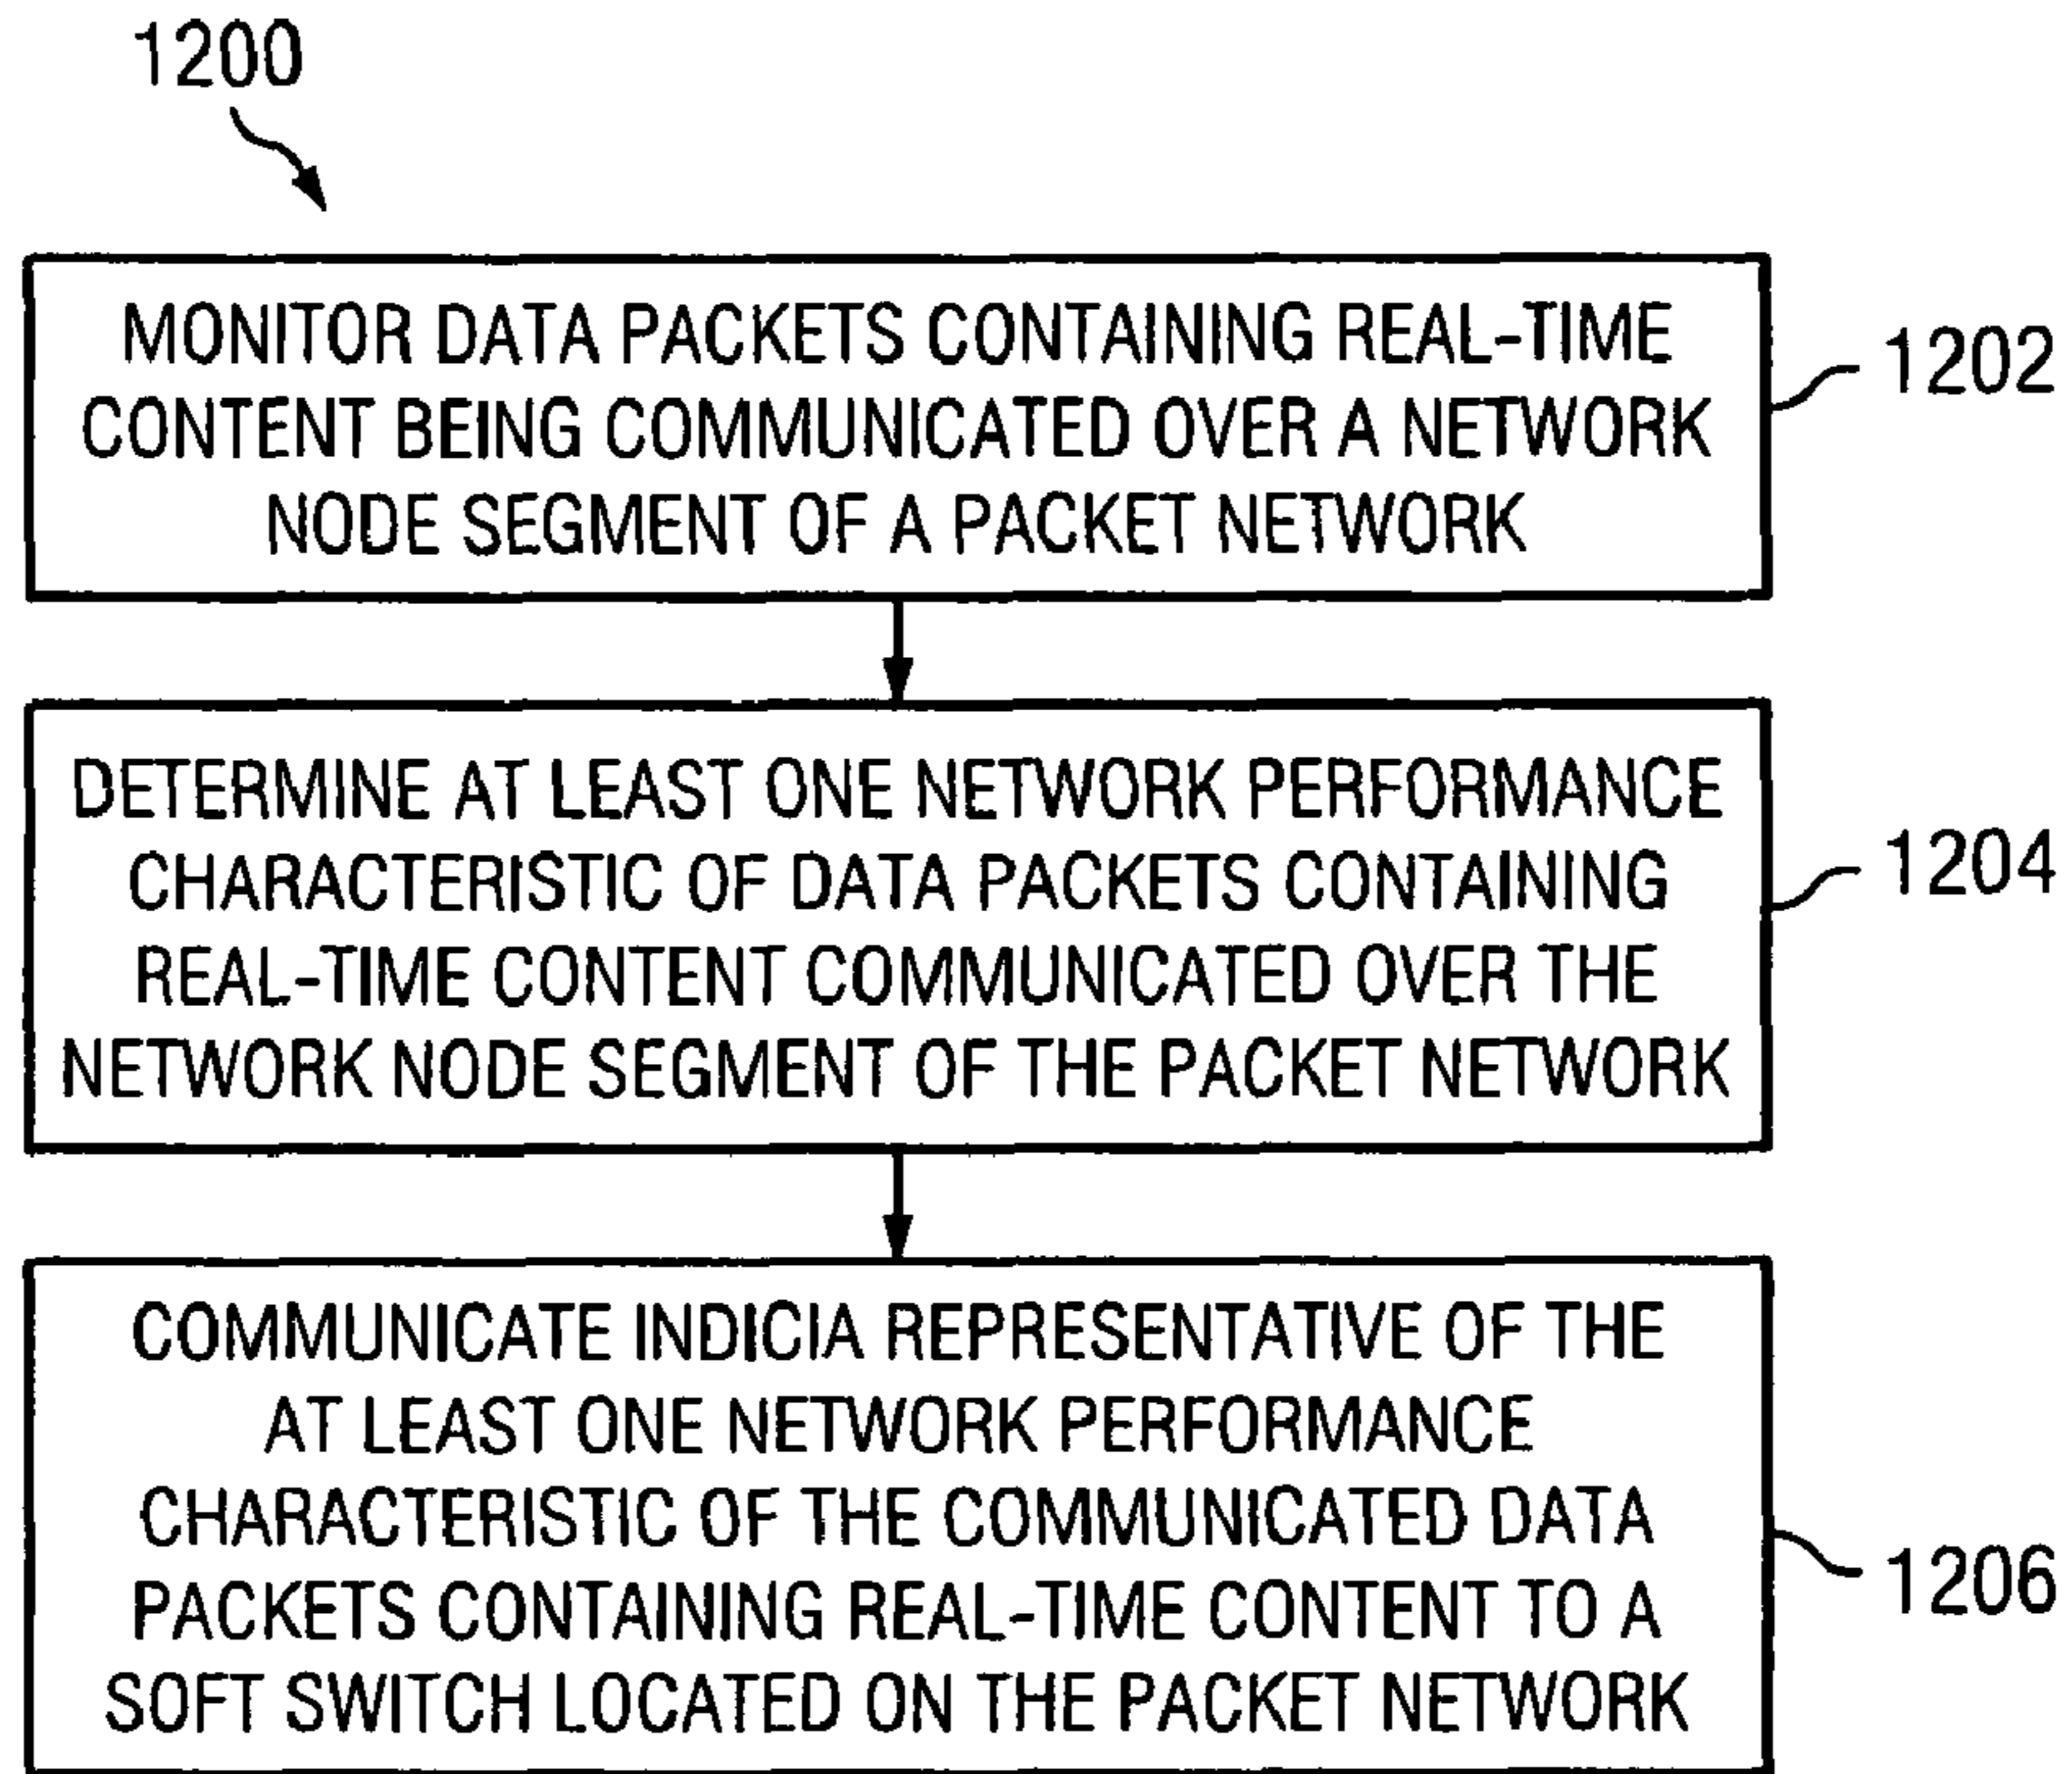 1200
MONITOR DATA PACKETS CONTAINING REAL-TIME
CONTENT BEING COMMUNICATED OVER A NETWORK
NODE SEGMENT OF A PACKET NETWORK
1202
DETERMINE AT LEAST ONE NETWORK PERFORMANCE
CHARACTERISTIC OF DATA PACKETS CONTAINING
REAL-TIME CONTENT COMMUNICATED OVER THE
NETWORK NODE SEGMENT OF THE PACKET NETWORK
1204
COMMUNICATE INDICIA REPRESENTATIVE OF THE
AT LEAST ONE NETWORK PERFORMANCE
CHARACTERISTIC OF THE COMMUNICATED DATA
PACKETS CONTAINING REAL-TIME CONTENT TO A
SOFT SWITCH LOCATED ON THE PACKET NETWORK
1206